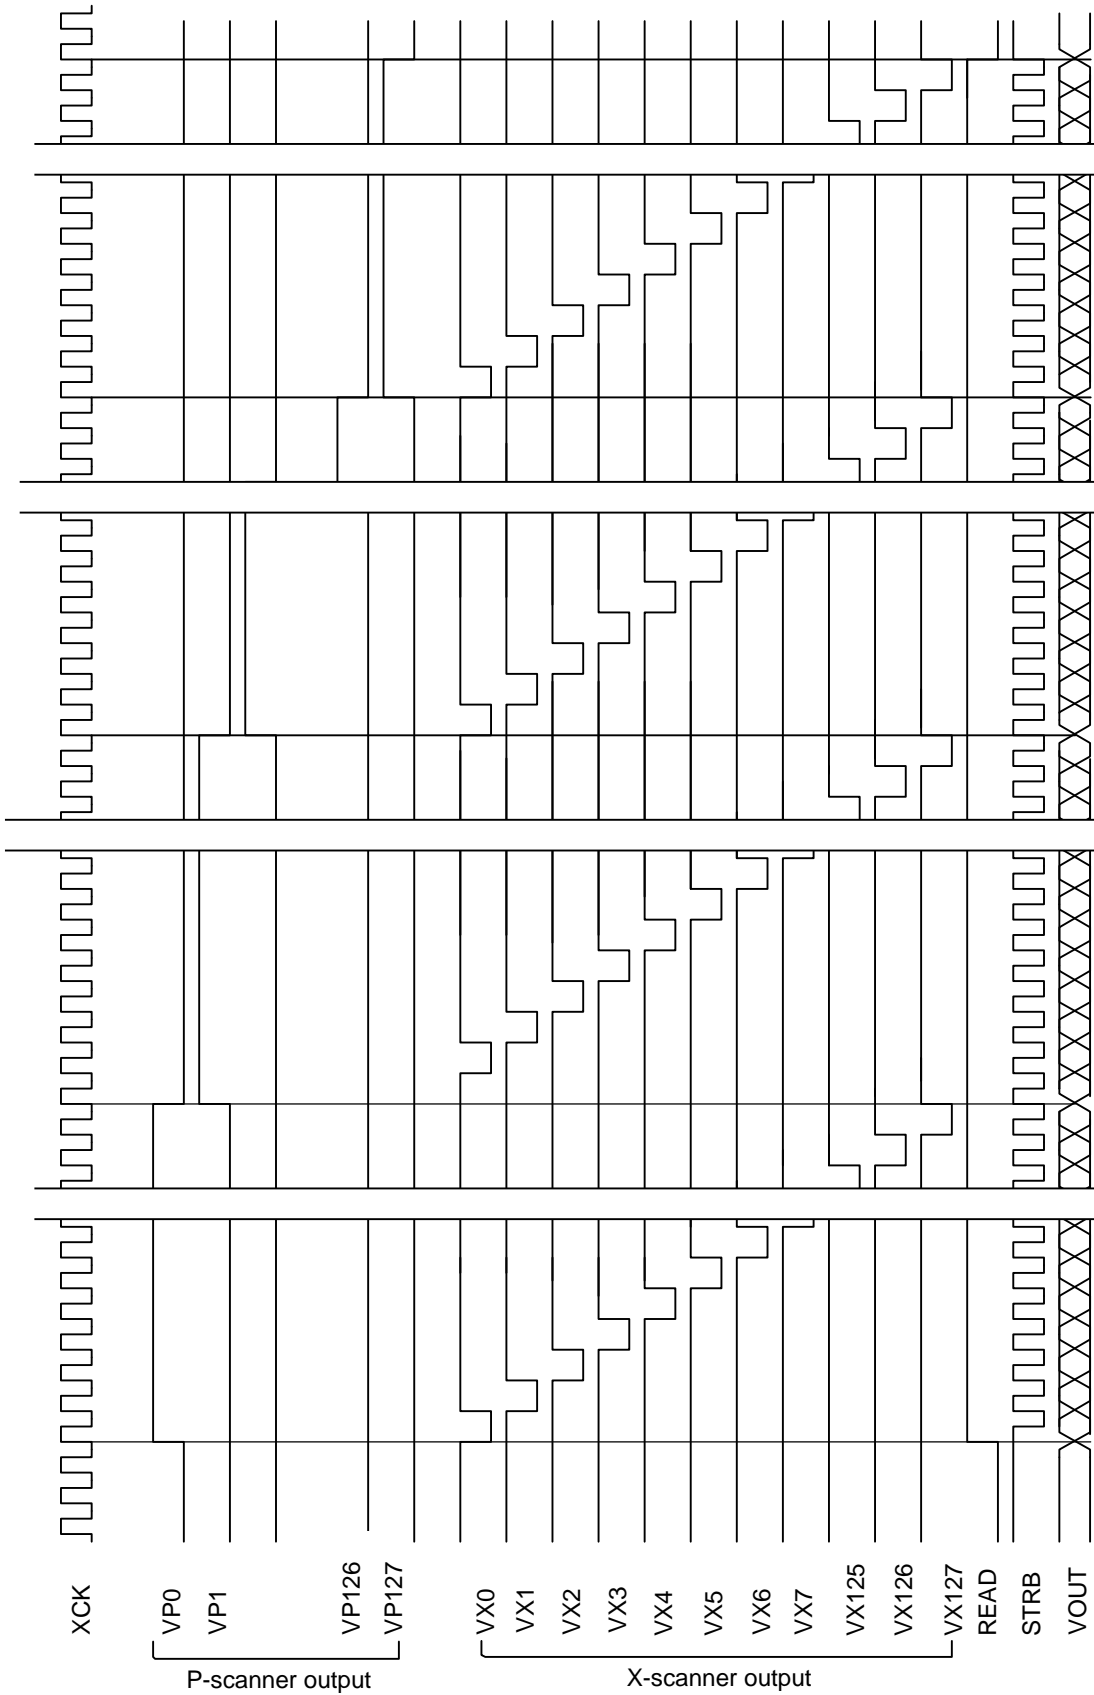 XCK
VP0
VP1
VP126
VP127
VX0
VX1
VX2
VX3
VX4
VX5
VX6
VX7
VX125
VX126
VX127
READ
STRB
VOUT
P-scanner output
X-scanner output